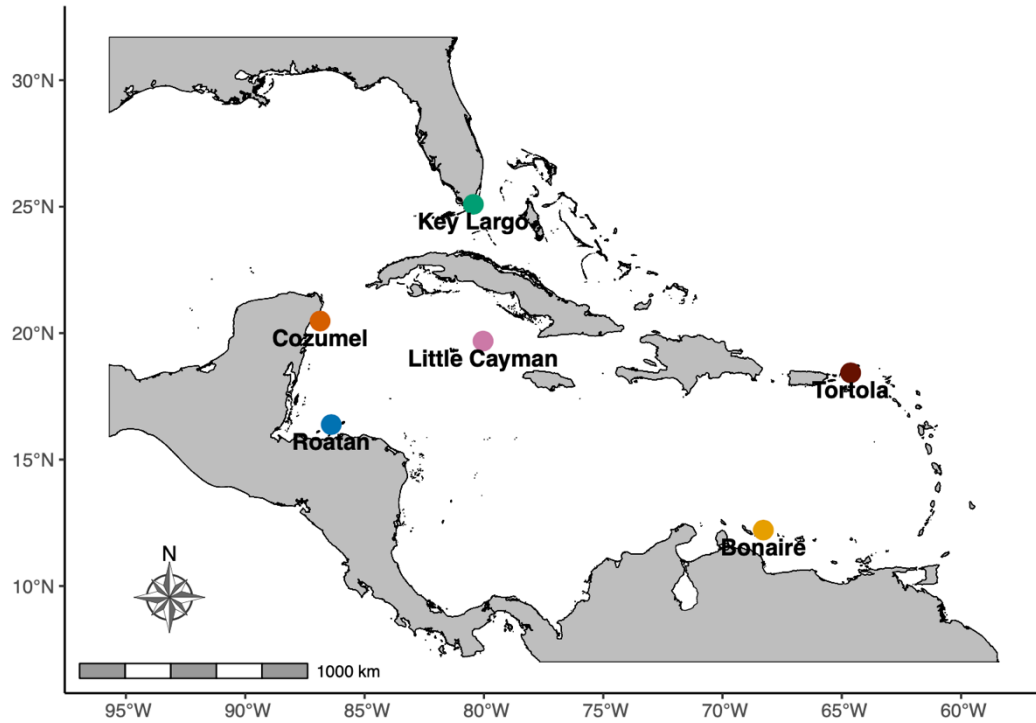 30°N
25°N
Key Largo
20°N
Cozumel
Little Cayman
Tortola
Roatan
15°N
Bonaire
N
10°N
1000 km
95°W 90°W 85°W 80°W 75°W 70°W 65°W 60°W